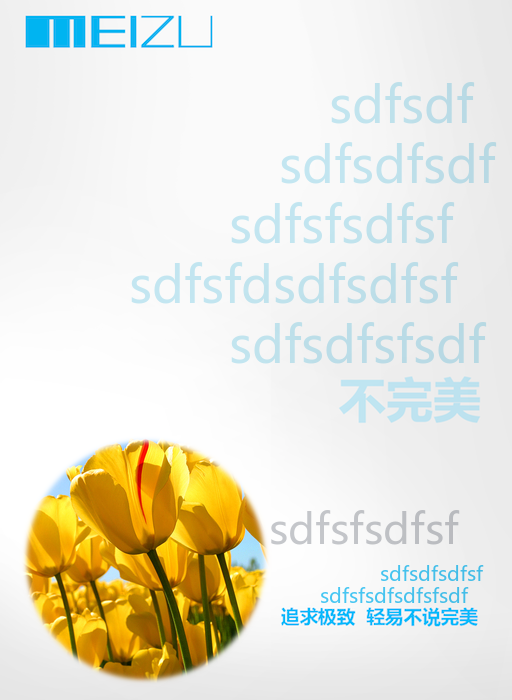 MEIZU
sdfsdf
sdfsdfsdf
sdfsfsdfsf
sdfsfdsdfsdfsf
sdfsdfsfsdf
不完美
sdfsfsdfsf
sdfsdfsdfsf
sdfsfsdfsdfsfsdf
追求极致 轻易不说完美